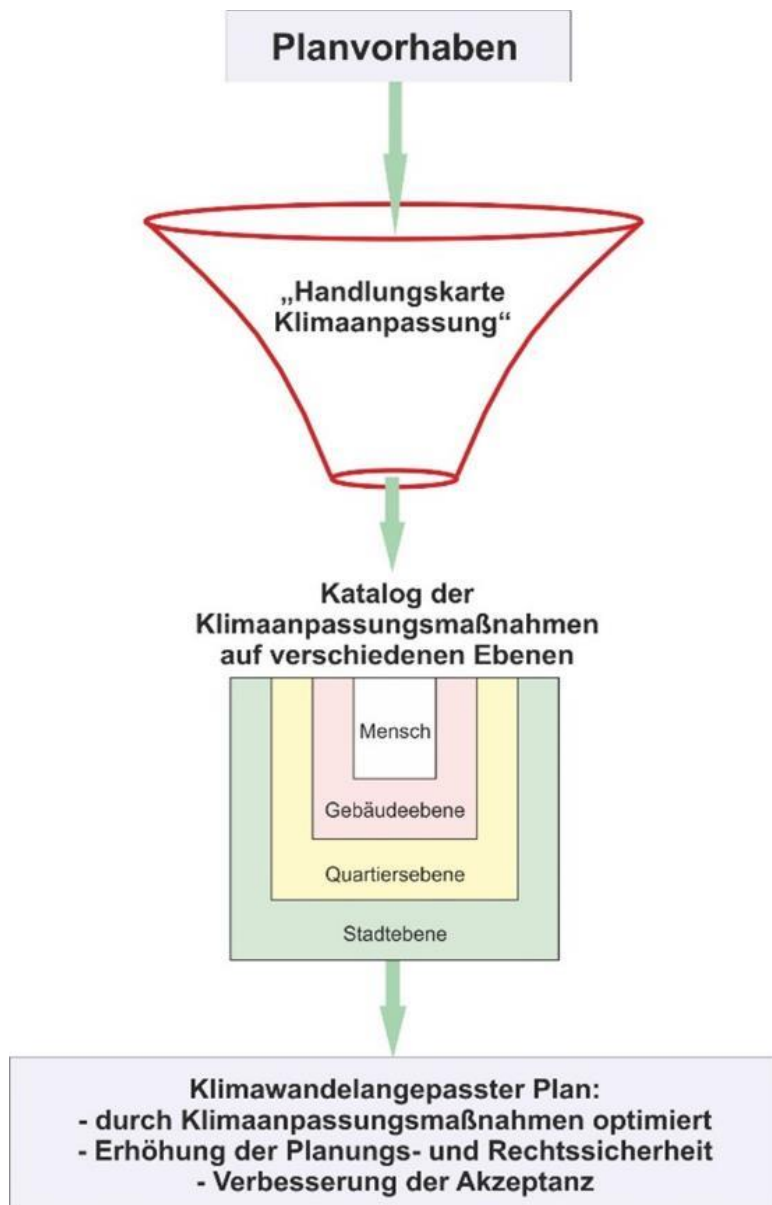 Planvorhaben
„Handlungskarte
Klimaanpassung“
Katalog der
Klimaanpassungsmaßnahmen
auf verschiedenen Ebenen
Mensch
Gebäudeebene
Quartiersebene
Stadtebene
Klimawandelangepasster Plan:
- durch Klimaanpassungsmaßnahmen optimiert
- Erhöhung der Planungs- und Rechtssicherheit
- Verbesserung der Akzeptanz